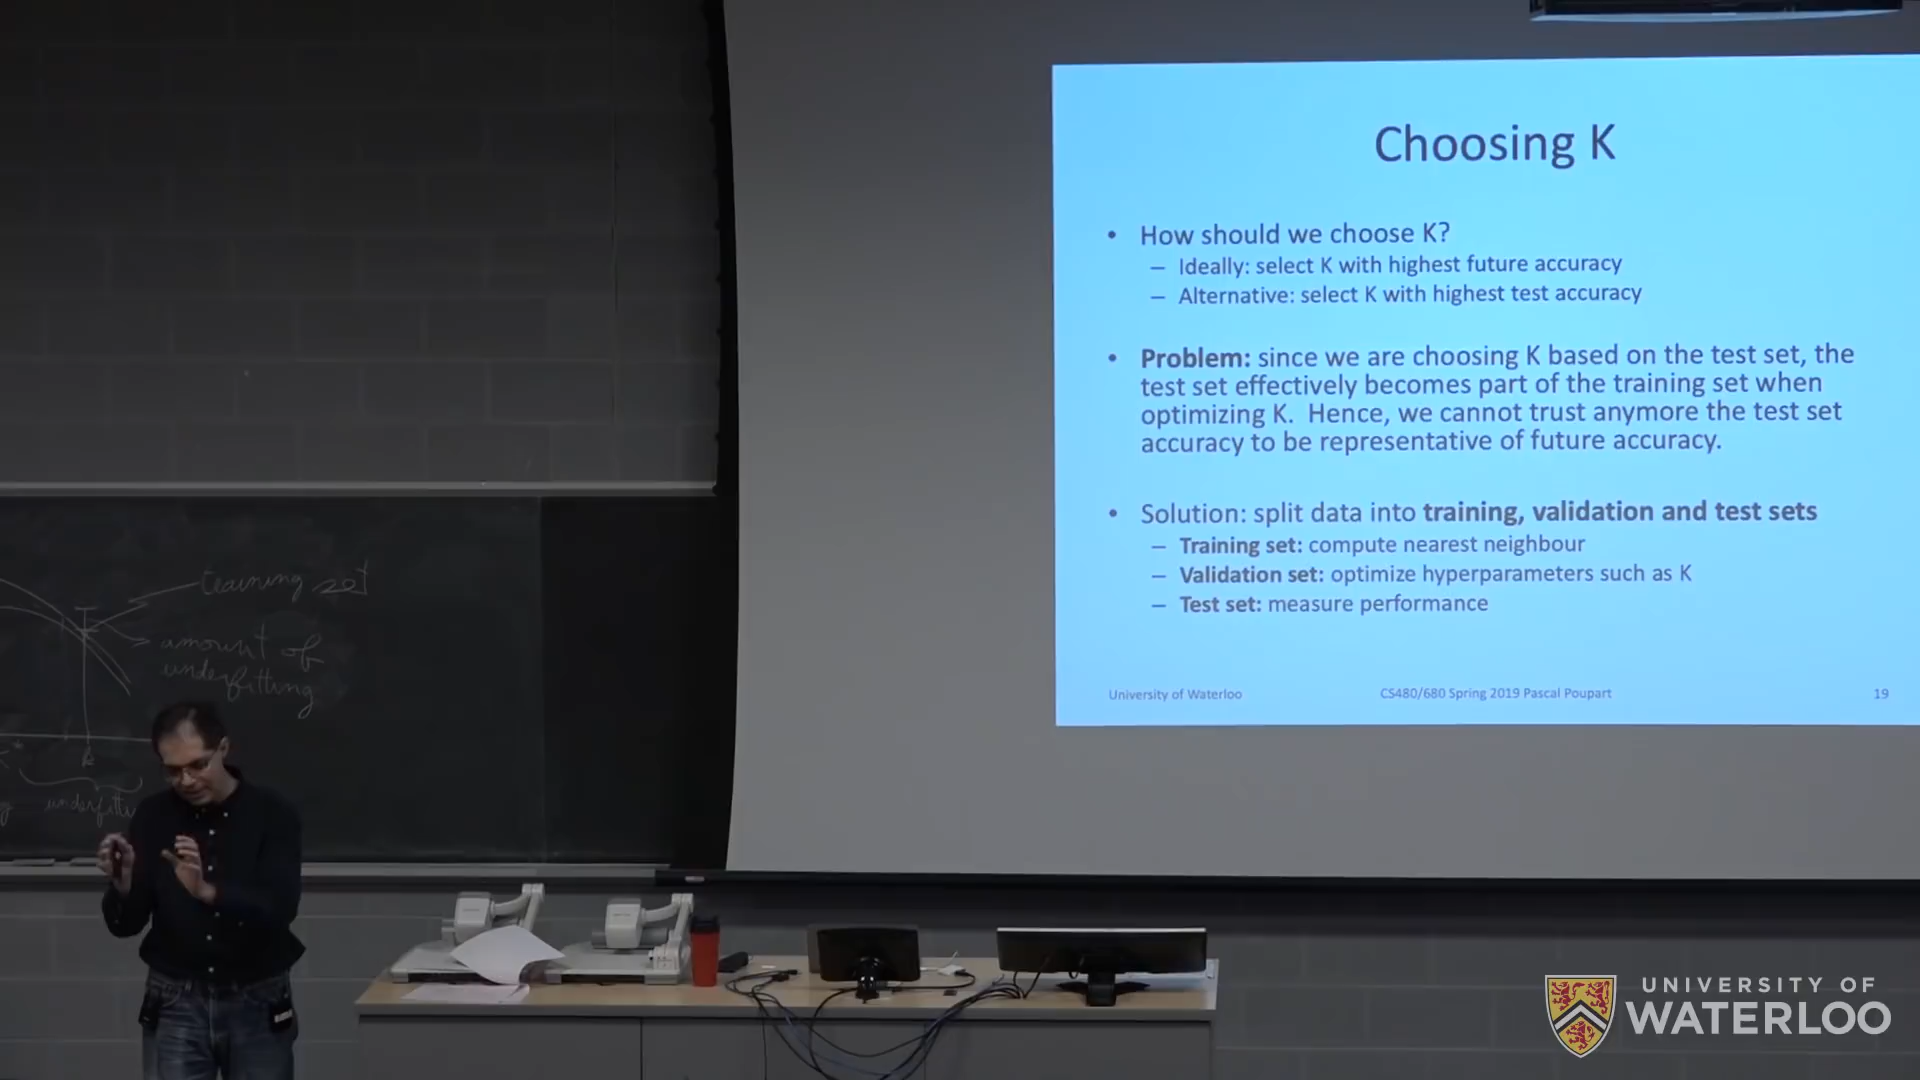 Choosing K
• How should we choose K?
– Ideally: select K with highest future accuracy
– Alternative: select K with highest test accuracy
• Problem: since we are choosing K based on the test set, the
test set effectively becomes part of the training set when
optimizing K. Hence, we cannot trust anymore the test set
accuracy to be representative of future accuracy.
• Solution: split data into training, validation and test sets
– Training set: compute nearest neighbour
– Validation set: optimize hyperparameters such as K
– Test set: measure performance
University of Waterloo
CS480/680 Spring 2019 Pascal Poupart
19
training set
amount of
underfitting
k
UNIVERSITY OF
WATERLOO